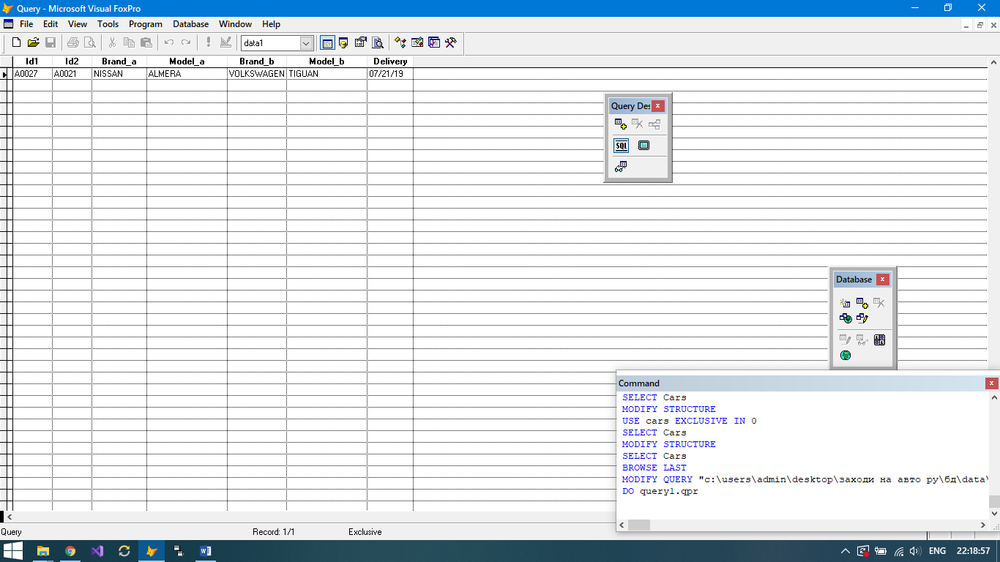 Query - Microsoft Visual FoxPro
File Edit View Tools Program Database Window Help
data1
Id1 Id2 Brand_a Model_a Brand_b Model_b Delivery
A0027 A0021 NISSAN ALMERA VOLKSWAGEN TIGUAN 07/21/19
Query Des
SQL
Database
Command
SELECT Cars
MODIFY STRUCTURE
USE cars EXCLUSIVE IN 0
SELECT Cars
MODIFY STRUCTURE
SELECT Cars
BROWSE LAST
MODIFY QUERY "c:\users\admin\desktop\заходи на авто ру\бд\data\
DO query1.qpr
Query Record: 1/1 Exclusive
ENG 22:18:57